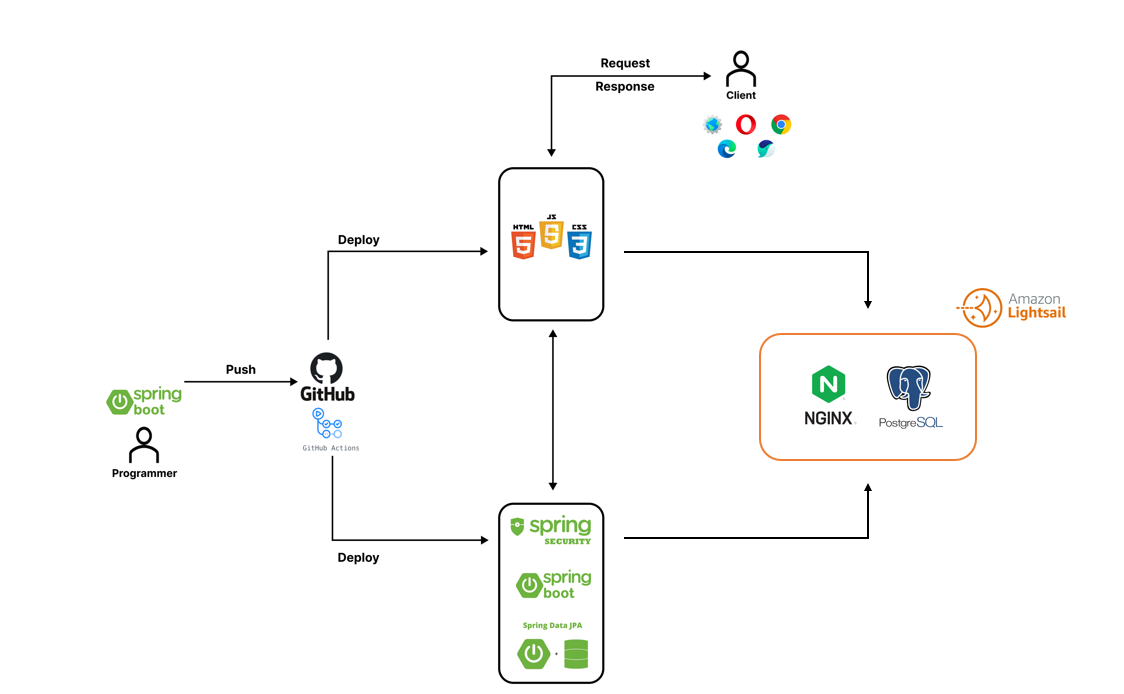 Request
Response
Client
JS
HTML
CSS
5
5
3
Deploy
Amazon
Lightsail
Push
GitHub
spring
boot
GitHub Actions
Programmer
N
NGINX
PostgreSQL
Deploy
spring
SECURITY
spring
boot
Spring Data JPA
+